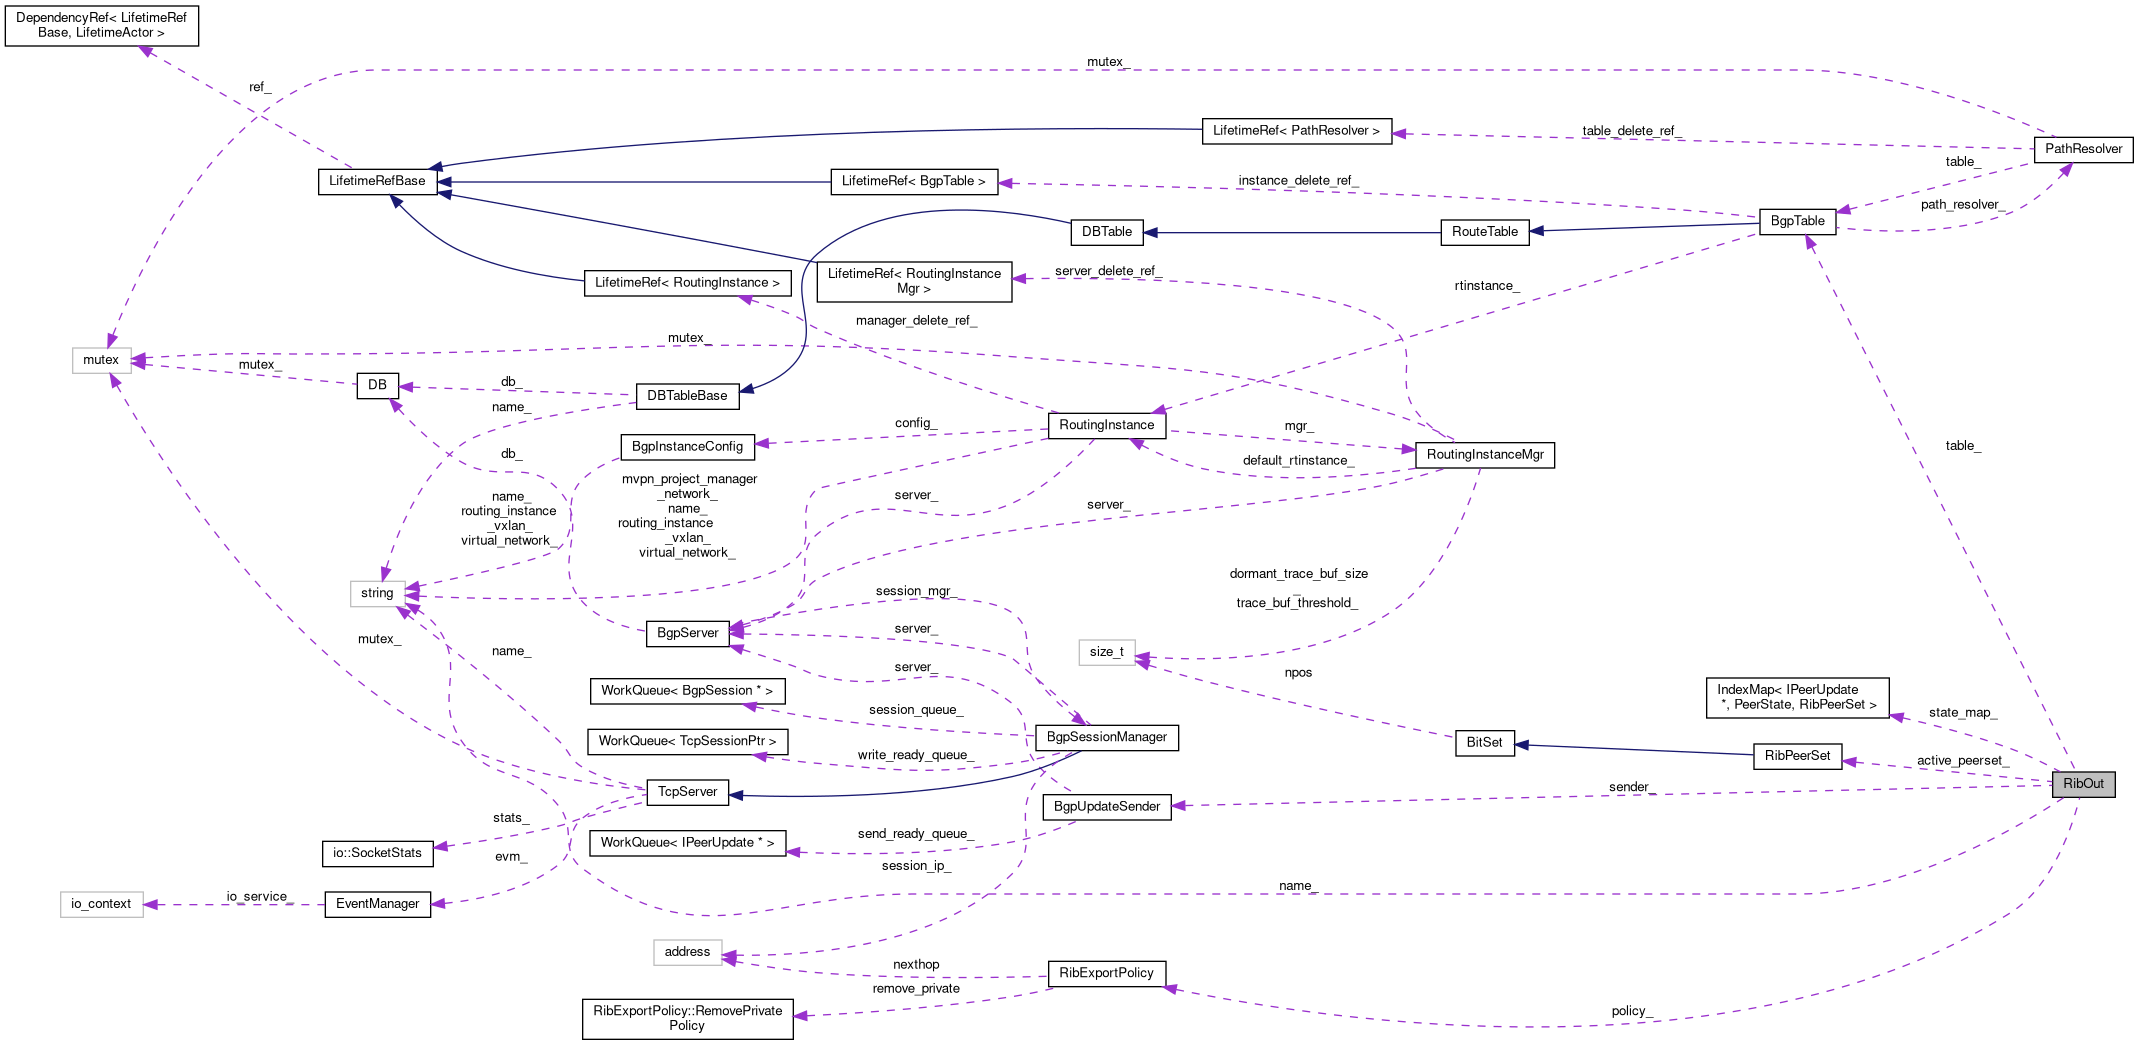 DependencyRef< LifetimeRef
Base, LifetimeActor >
mutex_
ref_
LifetimeRef< PathResolver >
table_delete_ref_
PathResolver
table_
LifetimeRefBase
LifetimeRef< BgpTable >
instance_delete_ref_
path_resolver_
BgpTable
DBTable
RouteTable
LifetimeRef< RoutingInstance
Mgr >
server_delete_ref_
LifetimeRef< RoutingInstance >
rtinstance_
manager_delete_ref_
mutex_
mutex
mutex_
DB
db_
DBTableBase
name_
RoutingInstance
config_
mgr_
BgpInstanceConfig
RoutingInstanceMgr
default_rtinstance_
table_
db_
mvpn_project_manager
_network_
name_
routing_instance
_vxlan_
virtual_network_
name_
routing_instance
_vxlan_
virtual_network_
server_
server_
dormant_trace_buf_size
_
trace_buf_threshold_
string
session_mgr_
BgpServer
server_
mutex_
name_
size_t
server_
npos
WorkQueue< BgpSession * >
session_queue_
IndexMap< IPeerUpdate
*, PeerState, RibPeerSet >
state_map_
WorkQueue< TcpSessionPtr >
write_ready_queue_
BgpSessionManager
BitSet
RibPeerSet
active_peerset_
RibOut
TcpServer
sender_
BgpUpdateSender
stats_
send_ready_queue_
WorkQueue< IPeerUpdate * >
io::SocketStats
evm_
session_ip_
name_
io_context
io_service_
EventManager
address
nexthop
RibExportPolicy
remove_private
RibExportPolicy::RemovePrivate
Policy
policy_